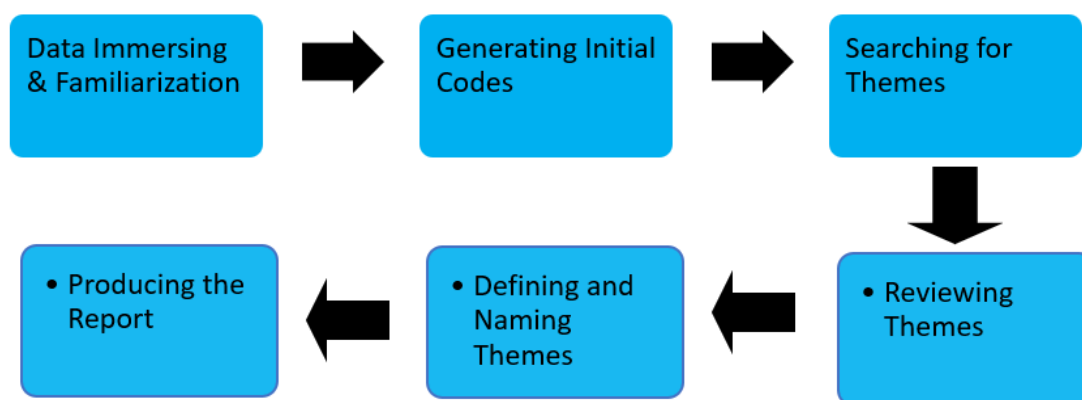 Data Immersing
& Familiarization
Generating Initial
Codes
Searching for
Themes
• Reviewing
Themes
• Defining and
Naming
Themes
• Producing the
Report